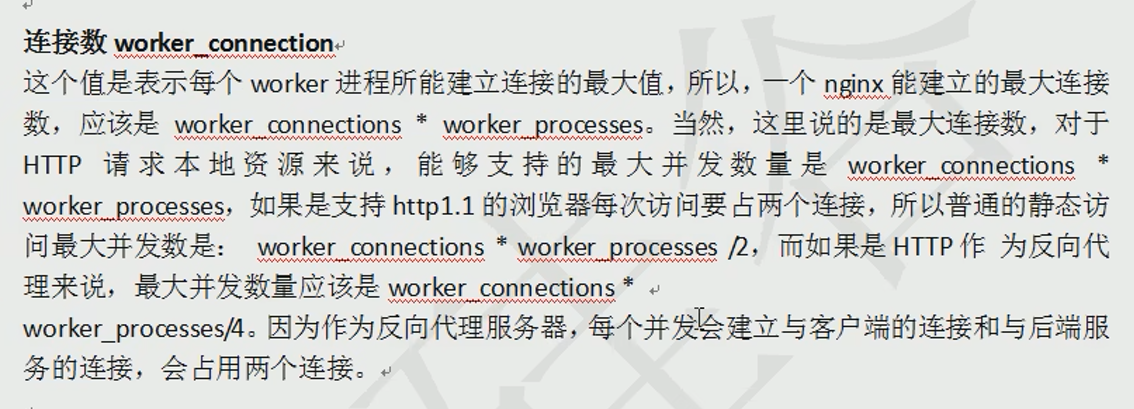 连接数 worker_connection
这个值是表示每个 worker 进程所能建立连接的最大值，所以，一个 nginx 能建立的最大连接
数，应该是 worker_connections * worker_processes。当然，这里说的是最大连接数，对于
HTTP 请求本地资源来说，能够支持的最大并发数量是 worker_connections *
worker_processes，如果是支持 http1.1 的浏览器每次访问要占两个连接，所以普通的静态访
问最大并发数是： worker_connections * worker_processes /2，而如果是 HTTP 作 为反向代
理来说，最大并发数量应该是 worker_connections *
worker_processes/4。因为作为反向代理服务器，每个并发会建立与客户端的连接和与后端服
务的连接，会占用两个连接。